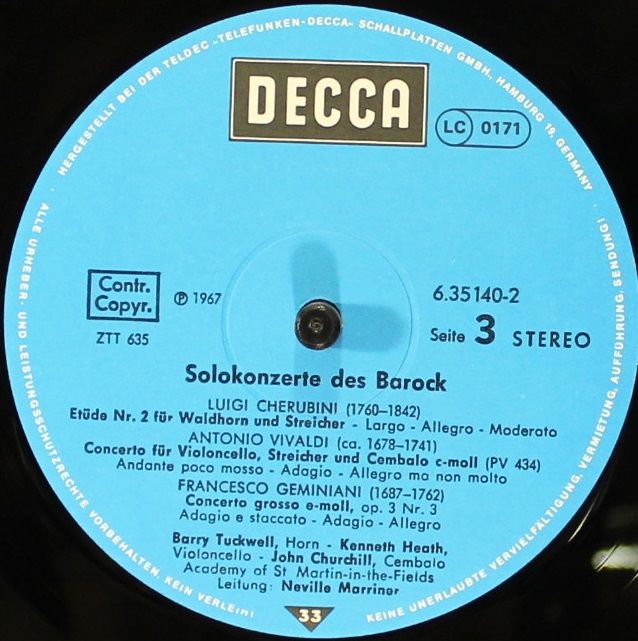 HERGESTELLT BEI DER TELDEC „TELEFUNKEN-DECCA“ SCHALLPLATTEN GMBH, HAMBURG 19, GERMANY
DECCA
LC 0171
Contr.
Copyr.
℗ 1967
6.35140-2
ZTT 635
Seite 3 STEREO
Solokonzerte des Barock
LUIGI CHERUBINI (1760–1842)
Etüde Nr. 2 für Waldhorn und Streicher - Largo - Allegro - Moderato
ANTONIO VIVALDI (ca. 1678–1741)
Concerto für Violoncello, Streicher und Cembalo c-moll (PV 434)
Andante poco mosso - Adagio - Allegro ma non molto
FRANCESCO GEMINIANI (1687–1762)
Concerto grosso e-moll, op. 3 Nr. 3
Adagio e staccato - Adagio - Allegro
Barry Tuckwell, Horn - Kenneth Heath,
Violoncello - John Churchill, Cembalo
Academy of St Martin-in-the-Fields
Leitung: Neville Marriner
33
ALLE URHEBER- UND LEISTUNGSSCHUTZRECHTE VORBEHALTEN, KEIN VERLEIH!
KEINE UNERLAUBTE VERVIELFÄLTIGUNG, VERMIETUNG, AUFFÜHRUNG, SENDUNG!